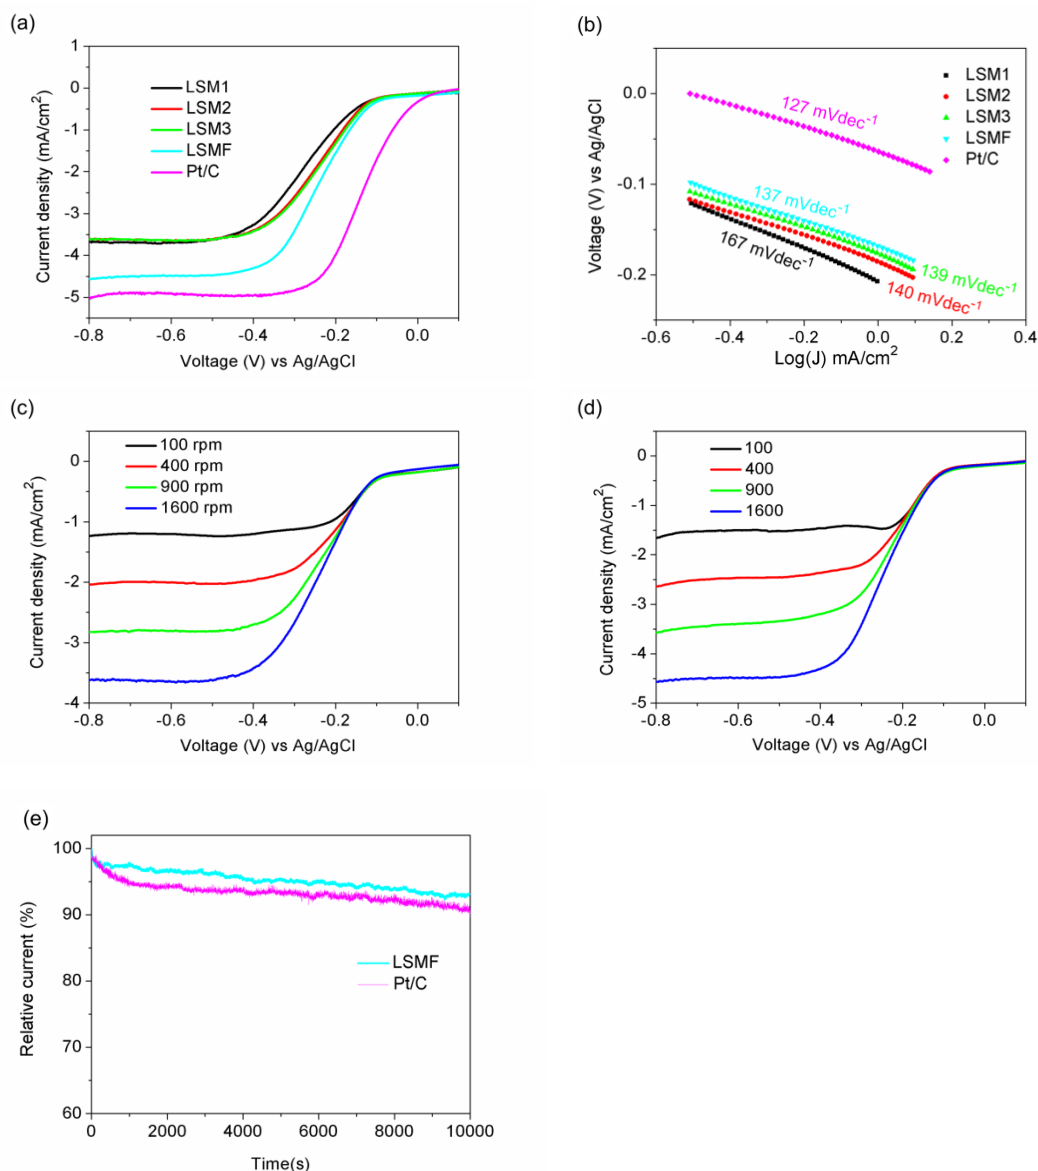 (a)
1
0
-1
-2
-3
-4
-5
-6
Current density (mA/cm²)
LSM1
LSM2
LSM3
LSMF
Pt/C
-0.8
-0.6
-0.4
-0.2
0.0
Voltage (V) vs Ag/AgCl
(b)
0.0
-0.1
-0.2
Voltage (V) vs Ag/AgCl
LSM1
LSM2
LSM3
LSMF
Pt/C
127 mVdec⁻¹
137 mVdec⁻¹
167 mVdec⁻¹
139 mVdec⁻¹
140 mVdec⁻¹
-0.6
-0.4
-0.2
0.0
0.2
0.4
Log(J) mA/cm²
(c)
0
-1
-2
-3
-4
Current density (mA/cm²)
100 rpm
400 rpm
900 rpm
1600 rpm
-0.8
-0.6
-0.4
-0.2
0.0
Voltage (V) vs Ag/AgCl
(d)
0
-1
-2
-3
-4
-5
Current density (mA/cm²)
100
400
900
1600
-0.8
-0.6
-0.4
-0.2
0.0
Voltage (V) vs Ag/AgCl
(e)
100
90
80
70
60
Relative current (%)
LSMF
Pt/C
0
2000
4000
6000
8000
10000
Time(s)